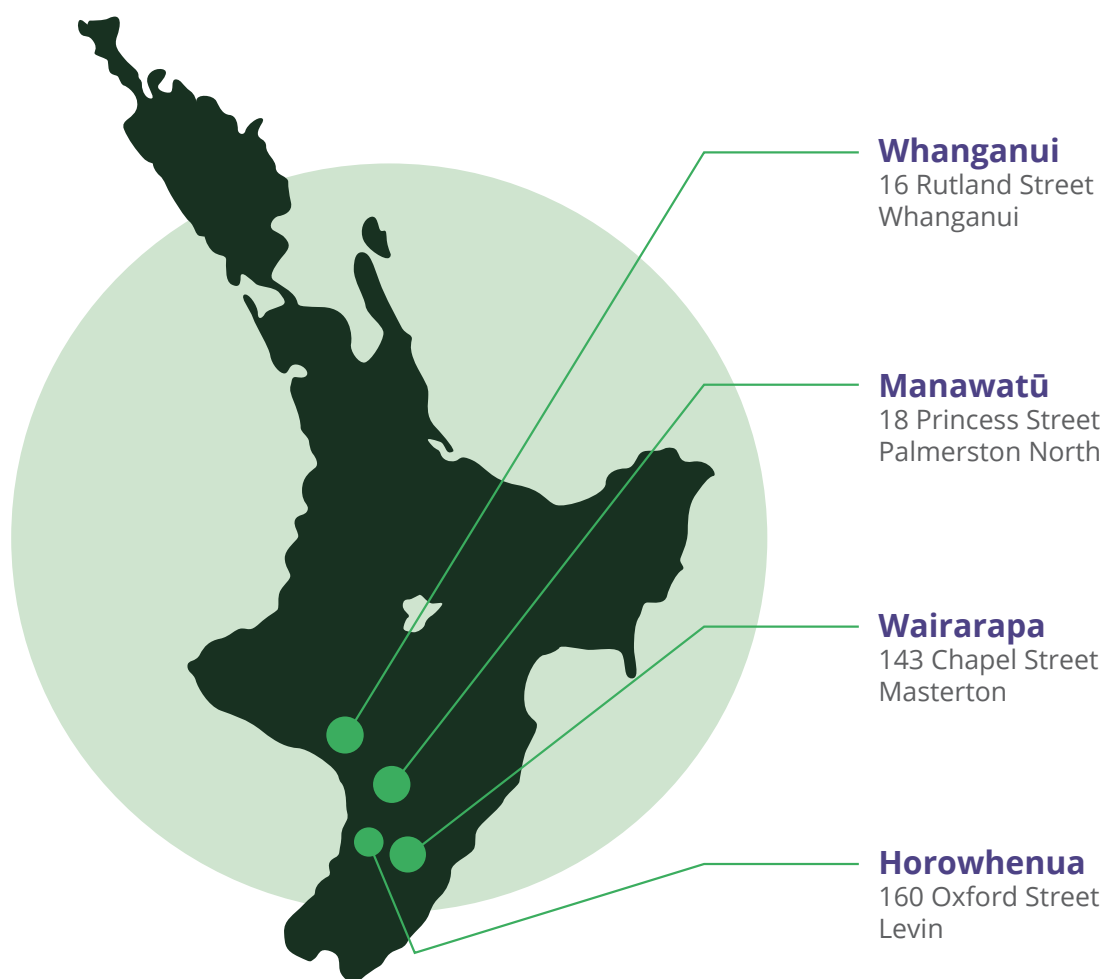 Whanganui
16 Rutland Street
Whanganui
Manawatū
18 Princess Street
Palmerston North
Wairarapa
143 Chapel Street
Masterton
Horowhenua
160 Oxford Street
Levin